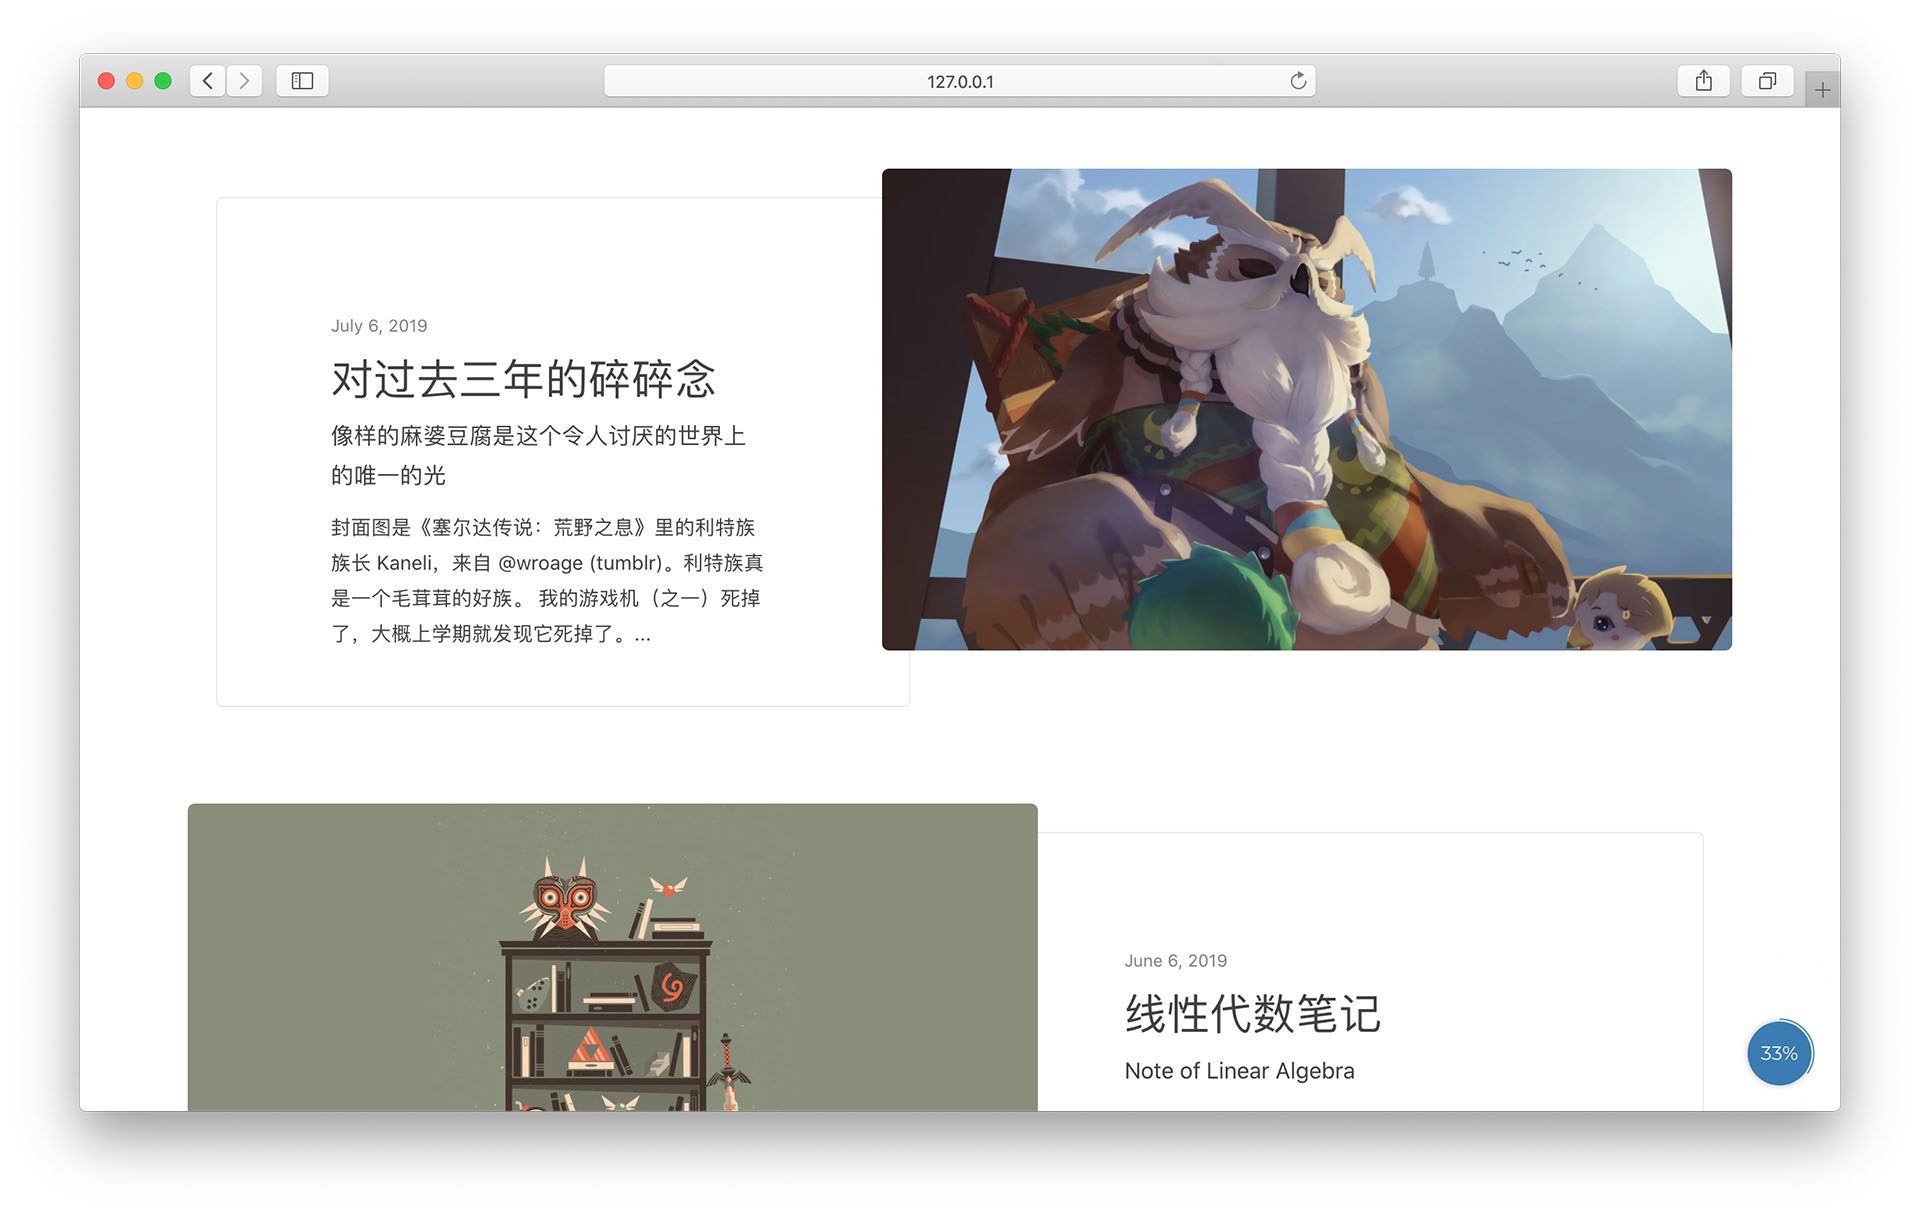 127.0.0.1
July 6, 2019
对过去三年的碎碎念
像样的麻婆豆腐是这个令人讨厌的世界上
的唯一的光
封面图是《塞尔达传说：荒野之息》里的利特族
族长 Kaneli，来自 @wroage (tumblr)。利特族真
是一个毛茸茸的好族。 我的游戏机（之一）死掉
了，大概上学期就发现它死掉了。...
June 6, 2019
线性代数笔记
Note of Linear Algebra
33%